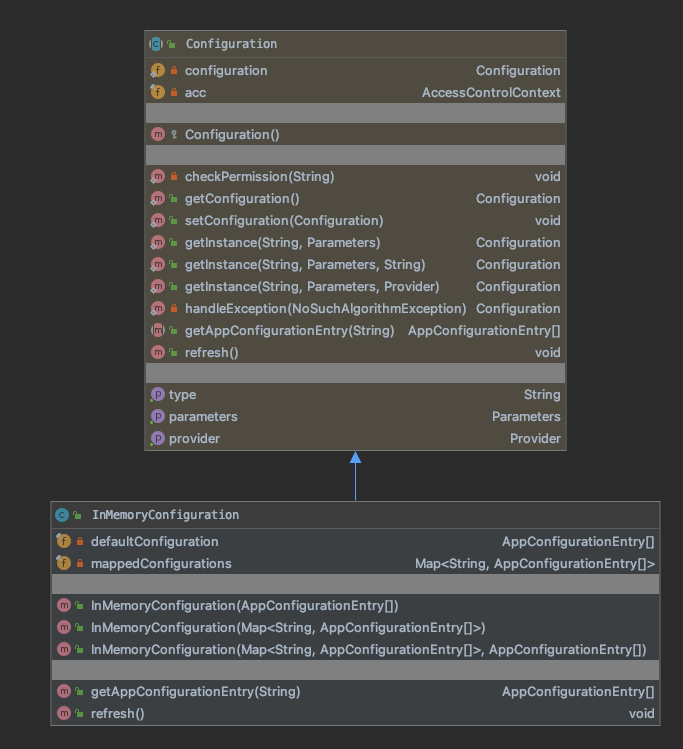 Configuration
configuration Configuration
acc AccessControlContext
Configuration()
checkPermission(String) void
getConfiguration() Configuration
setConfiguration(Configuration) void
getInstance(String, Parameters) Configuration
getInstance(String, Parameters, String) Configuration
getInstance(String, Parameters, Provider) Configuration
handleException(NoSuchAlgorithmException) Configuration
getAppConfigurationEntry(String) AppConfigurationEntry[]
refresh() void
type String
parameters Parameters
provider Provider
InMemoryConfiguration
defaultConfiguration AppConfigurationEntry[]
mappedConfigurations Map<String, AppConfigurationEntry[]>
InMemoryConfiguration(AppConfigurationEntry[])
InMemoryConfiguration(Map<String, AppConfigurationEntry[]>)
InMemoryConfiguration(Map<String, AppConfigurationEntry[]>, AppConfigurationEntry[])
getAppConfigurationEntry(String) AppConfigurationEntry[]
refresh() void